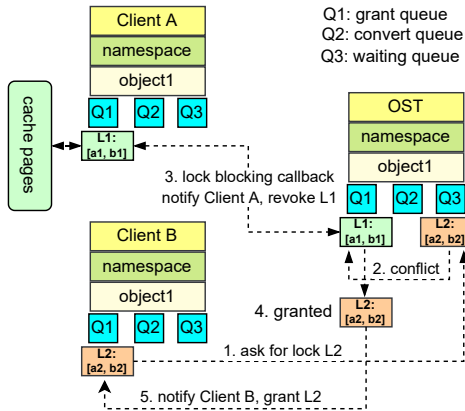 Client A
namespace
object1
Q1 Q2 Q3
L1:
[a1, b1]
cache pages
Q1: grant queue
Q2: convert queue
Q3: waiting queue
OST
namespace
object1
Q1 Q2 Q3
L1:
[a1, b1]
L2:
[a2, b2]
3. lock blocking callback
notify Client A, revoke L1
2. conflict
L2:
[a2, b2]
4. granted
Client B
namespace
object1
Q1 Q2 Q3
L2:
[a2, b2]
1. ask for lock L2
5. notify Client B, grant L2